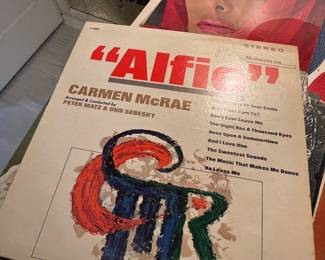 STEREO
"Alfie"
CARMEN McRAE
Arranged & Conducted by
PETER MATZ & DON SEBESKY
Don't Ever Leave Me
The Night Has A Thousand Eyes
Once Upon A Summertime
And I Love Him
The Sweetest Sounds
The Music That Makes Me Dance
He Loves Me